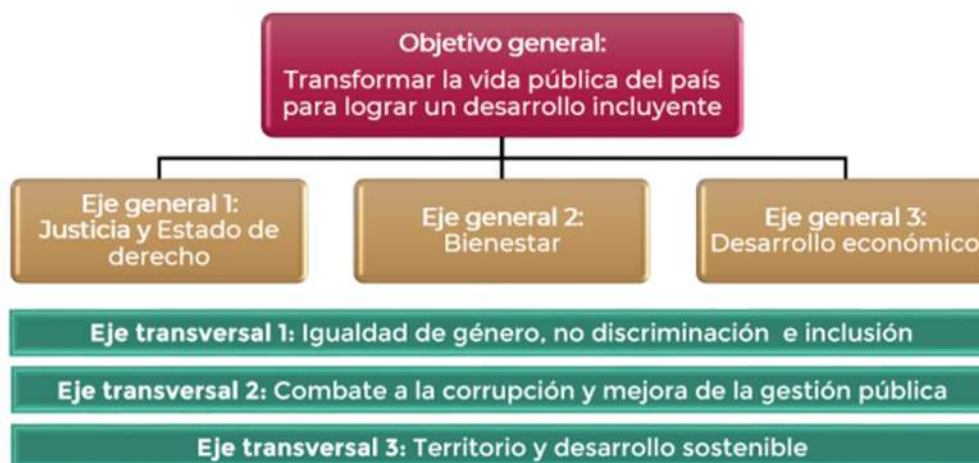 Objetivo general:
Transformar la vida pública del país
para lograr un desarrollo incluyente
Eje general 1:
Justicia y Estado de
derecho
Eje general 2:
Bienestar
Eje general 3:
Desarrollo económico
Eje transversal 1: Igualdad de género, no discriminación e inclusión
Eje transversal 2: Combate a la corrupción y mejora de la gestión pública
Eje transversal 3: Territorio y desarrollo sostenible